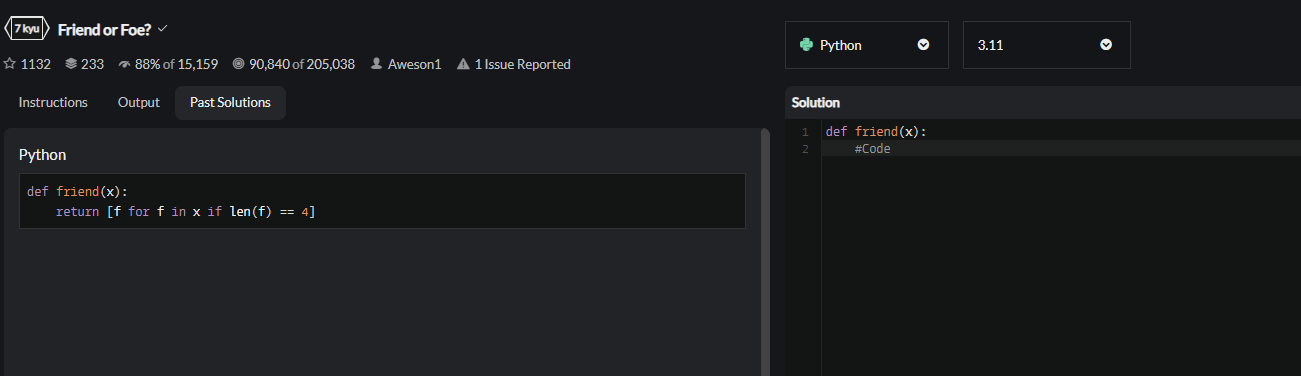 7 kyu Friend or Foe?
1132 233 88% of 15,159 90,840 of 205,038 Aweson1 1 Issue Reported
Instructions Output Past Solutions
Python
def friend(x):
    return [f for f in x if len(f) == 4]
Python 3.11
Solution
1 def friend(x):
2     #Code